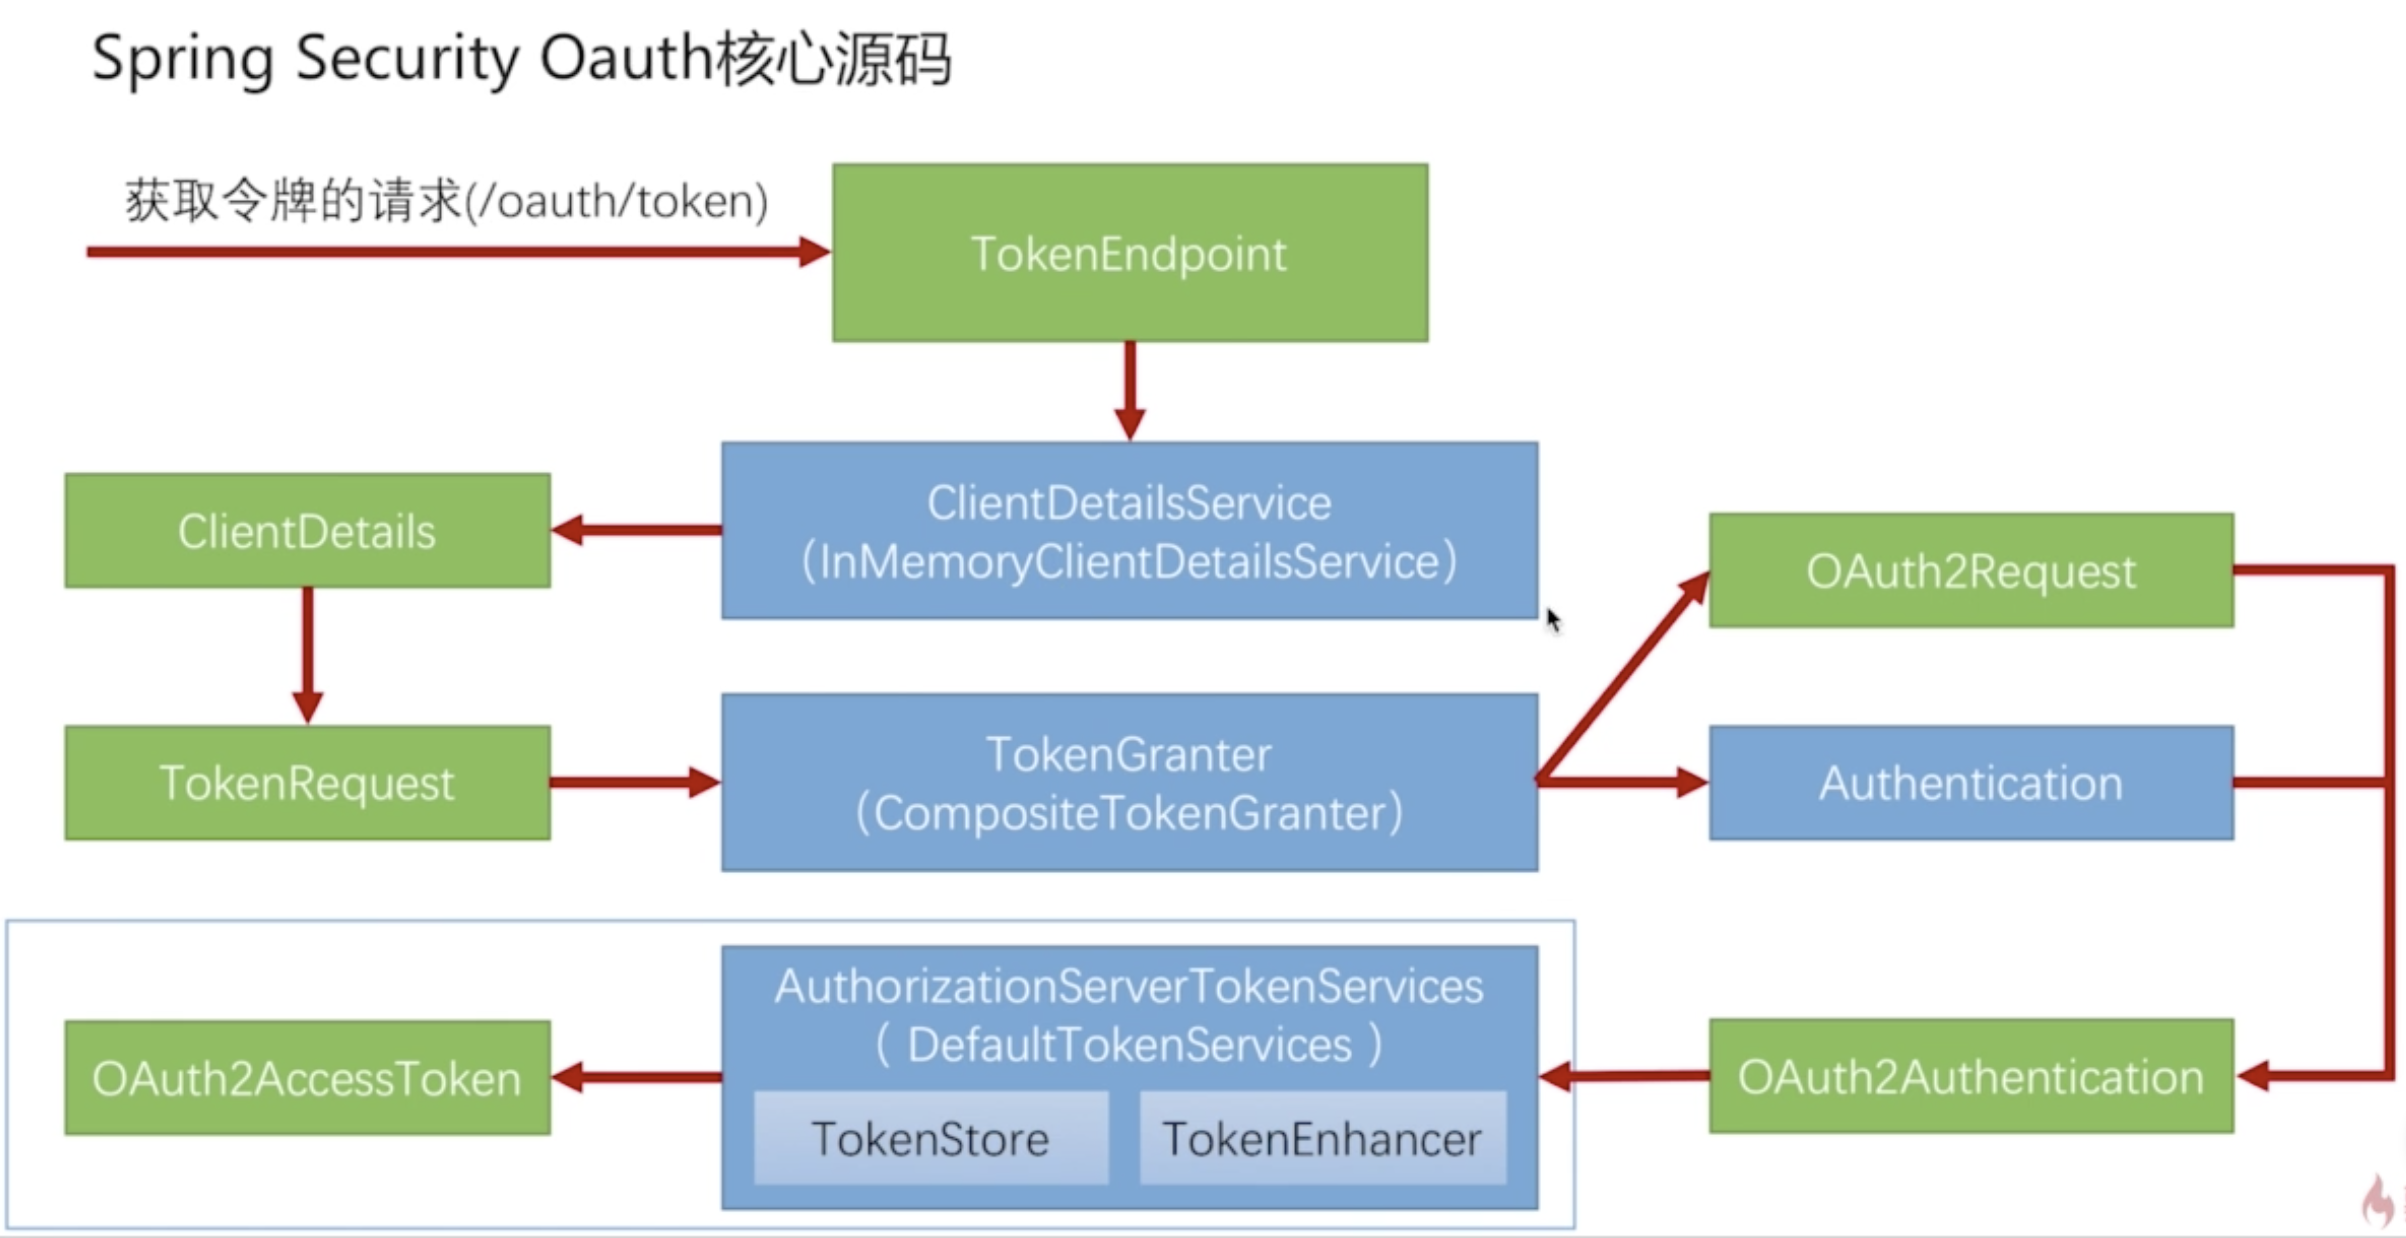 Spring Security Oauth核心源码
获取令牌的请求(/oauth/token)
TokenEndpoint
ClientDetailsService
（InMemoryClientDetailsService）
ClientDetails
OAuth2Request
TokenRequest
TokenGranter
（CompositeTokenGranter）
Authentication
AuthorizationServerTokenServices
（ DefaultTokenServices ）
OAuth2AccessToken
OAuth2Authentication
TokenStore
TokenEnhancer